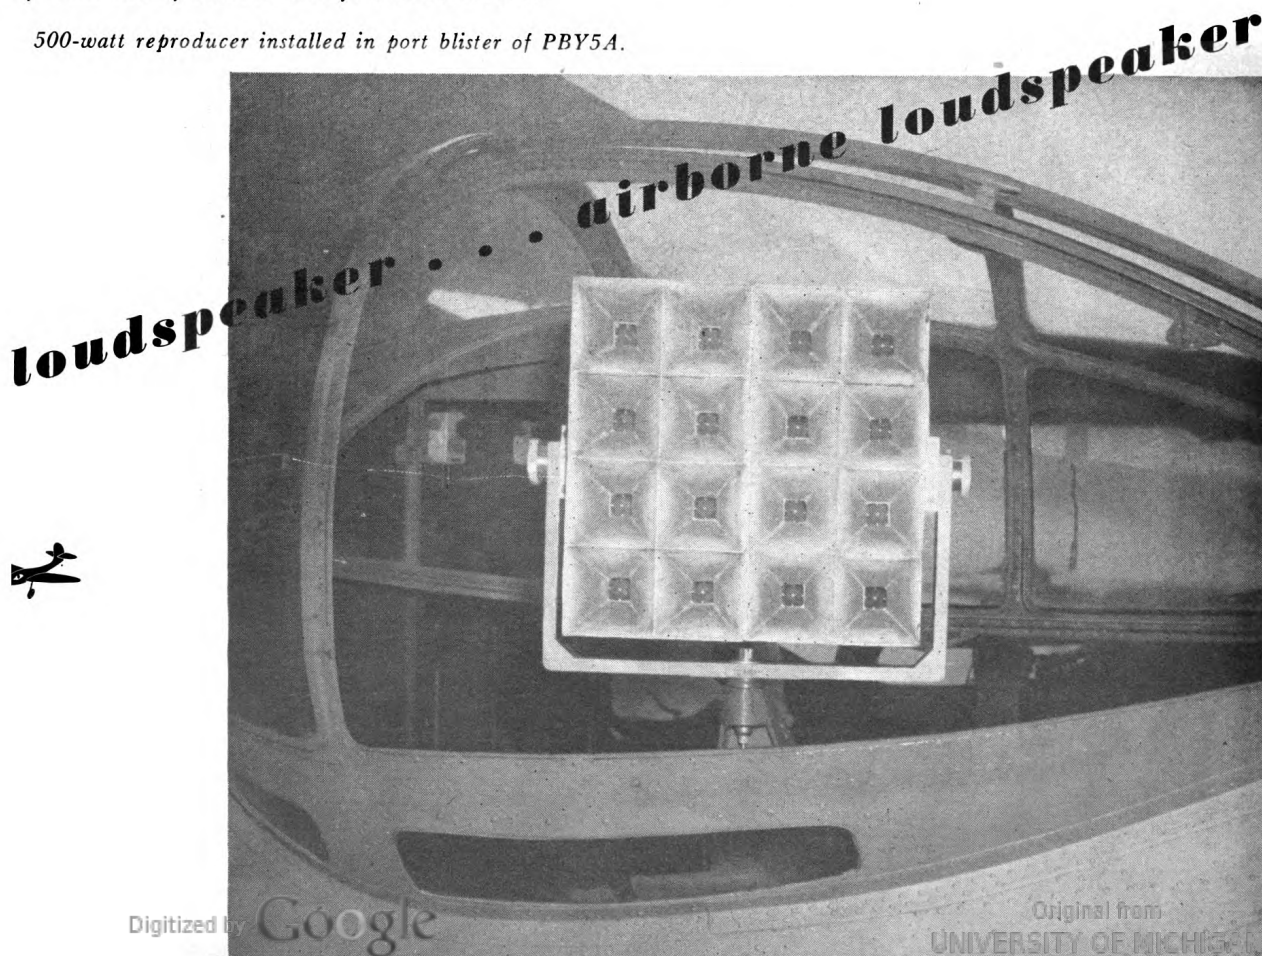 500-watt reproducer installed in port blister of PBY5A.
loudspeaker . . . airborne loudspeaker
Digitized by Google
Original from
UNIVERSITY OF MICHIGAN